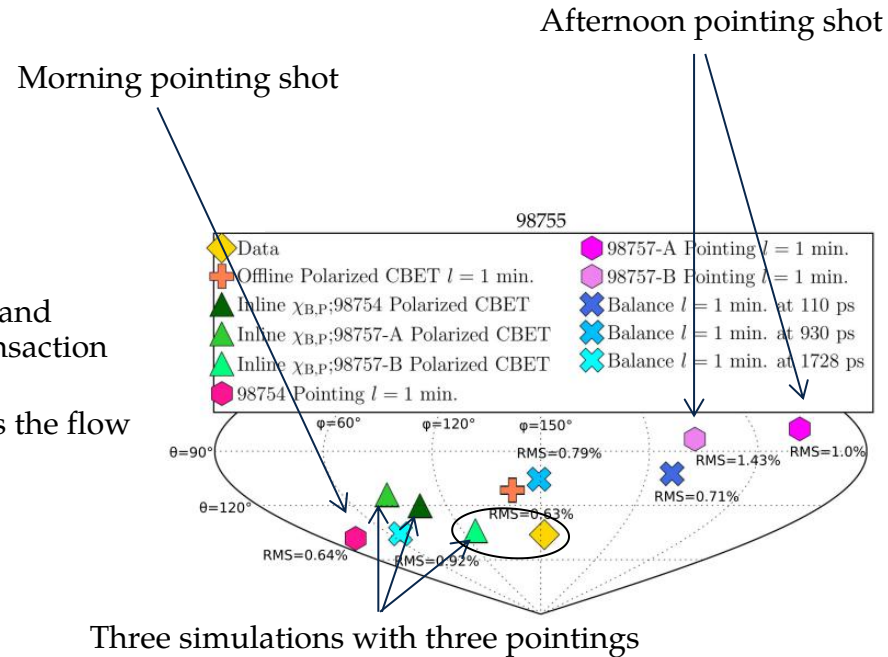 Afternoon pointing shot
Morning pointing shot
98755
Data
Offline Polarized CBET l = 1 min.
Inline χB,P;98754 Polarized CBET
Inline χB,P;98757-A Polarized CBET
Inline χB,P;98757-B Polarized CBET
98754 Pointing l = 1 min.
98757-A Pointing l = 1 min.
98757-B Pointing l = 1 min.
Balance l = 1 min. at 110 ps
Balance l = 1 min. at 930 ps
Balance l = 1 min. at 1728 ps
and
nsaction
s the flow
φ=60° φ=120° φ=150°
θ=90°
RMS=0.79%
RMS=1.43%
RMS=1.0%
RMS=0.71%
θ=120°
RMS=0.63%
RMS=0.64%
RMS=0.92%
Three simulations with three pointings